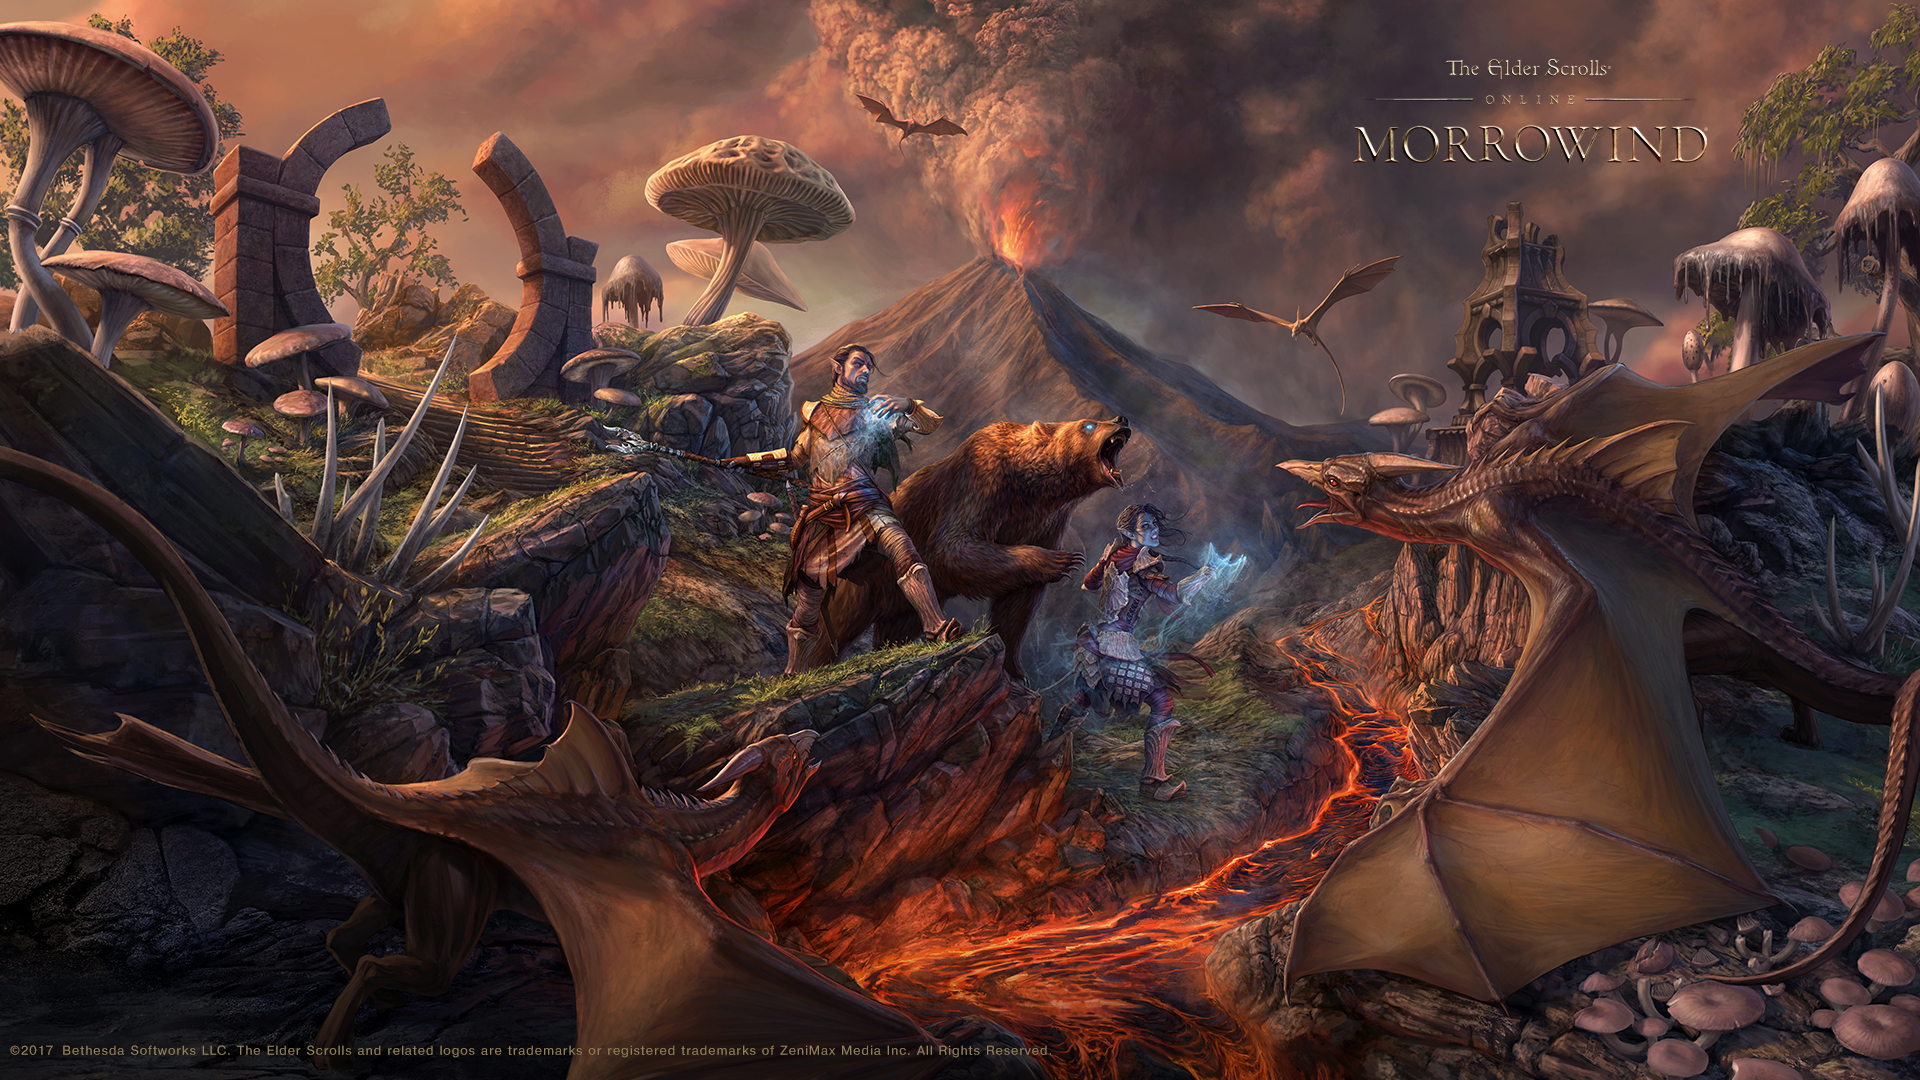 The Elder Scrolls®
ONLINE
MORROWIND
©2017 Bethesda Softworks LLC. The Elder Scrolls and related logos are trademarks or registered trademarks of ZeniMax Media Inc. All Rights Reserved.